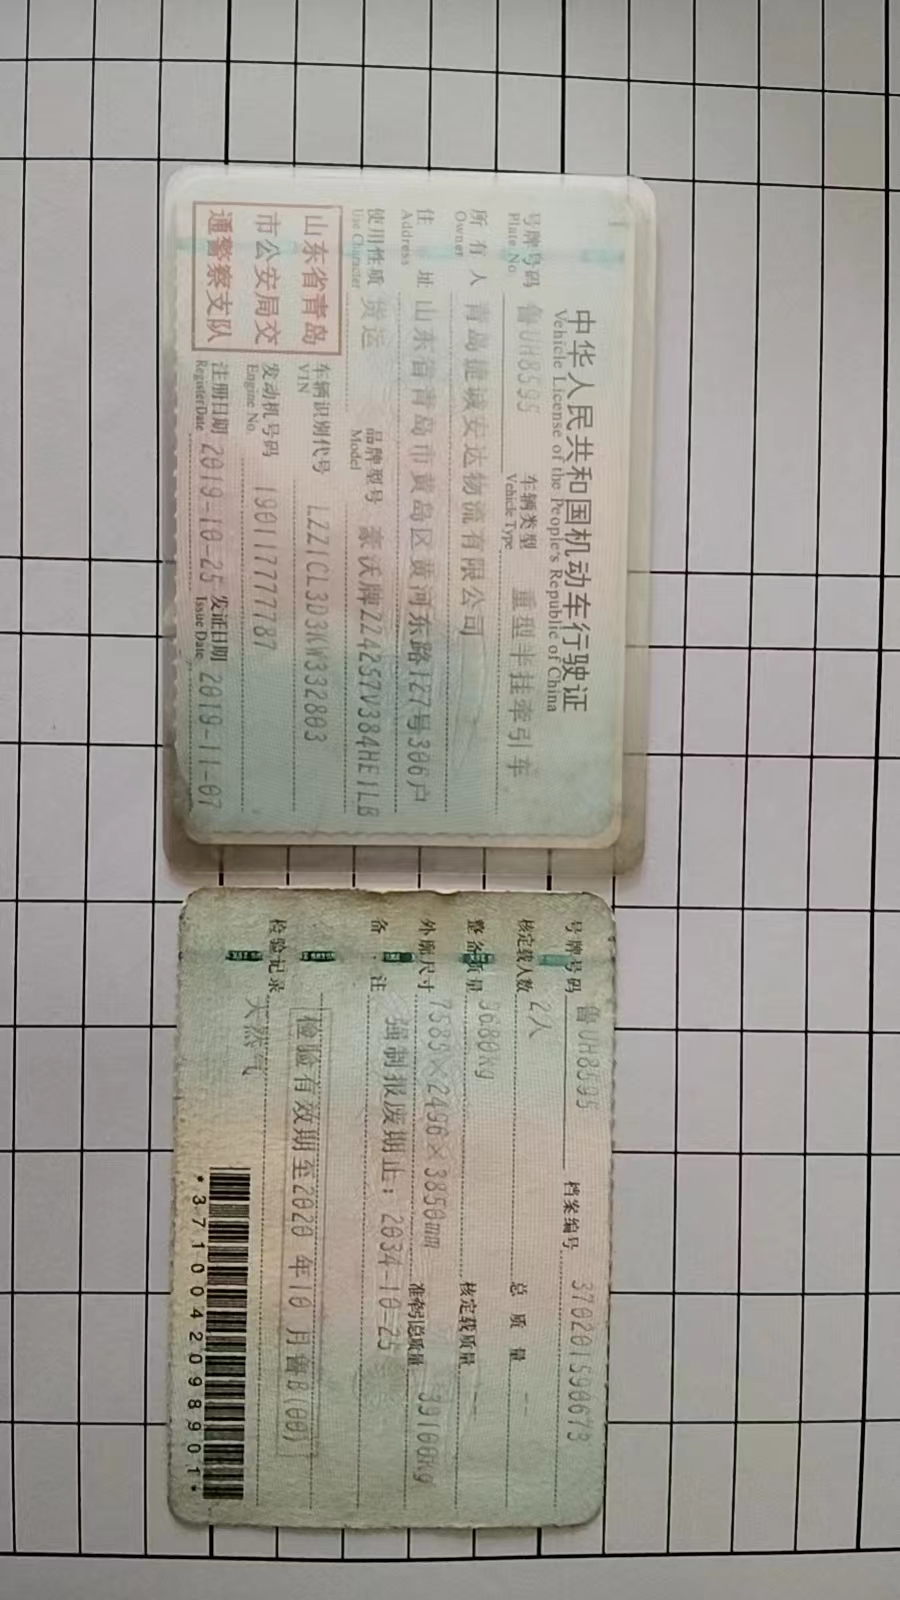 中华人民共和国机动车行驶证
Vehicle License of the People's Republic of China
号牌号码 鲁UH8595 车辆类型 重型半挂牵引车
Plate No. Vehicle Type
所有人 青岛捷诚安达物流有限公司
Owner
住址 山东省青岛市黄岛区黄河东路127号306户
Address
使用性质 货运 品牌型号 豪沃牌ZZ4257V384HE1LB
Use Character Model
山东省青岛
市公安局交
通警察支队
车辆识别代号 LZZ1CL3D3KW332803
VIN
发动机号码 190117777787
Engine No.
注册日期 2019-10-25 发证日期 2019-11-07
Register Date Issue Date
号牌号码 鲁UH8595 档案编号 370201590673
核定载人数 2人 总质量 --
整备质量 9680kg 核定载质量 --
外廓尺寸 7585×2496×3850mm 准牵引总质量 39100kg
备注 强制报废期止:2034-10-25
检验有效期至2020年10月鲁B(00)
检验记录 天然气
*3710042098901*